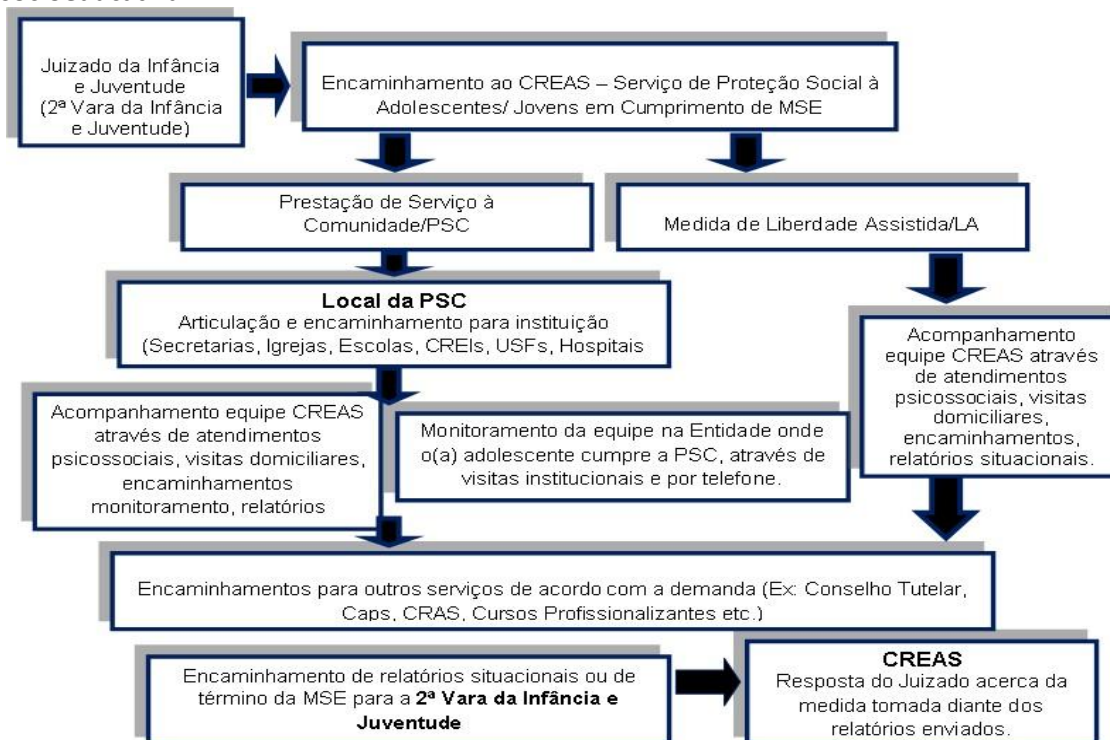 Juizado da Infância
e Juventude
(2ª Vara da Infância
e Juventude)
Encaminhamento ao CREAS – Serviço de Proteção Social à
Adolescentes/ Jovens em Cumprimento de MSE
Prestação de Serviço à
Comunidade/PSC
Medida de Liberdade Assistida/LA
Local da PSC
Articulação e encaminhamento para instituição
(Secretarias, Igrejas, Escolas, CREIs, USFs, Hospitais
Acompanhamento
equipe CREAS através
de atendimentos
psicossociais, visitas
domiciliares,
encaminhamentos,
relatórios situacionais.
Acompanhamento equipe CREAS
através de atendimentos
psicossociais, visitas domiciliares,
encaminhamentos
monitoramento, relatórios
Monitoramento da equipe na Entidade onde
o(a) adolescente cumpre a PSC, através de
visitas institucionais e por telefone.
Encaminhamentos para outros serviços de acordo com a demanda (Ex: Conselho Tutelar,
Caps, CRAS, Cursos Profissionalizantes etc.)
Encaminhamento de relatórios situacionais ou de
término da MSE para a 2ª Vara da Infância e
Juventude
CREAS
Resposta do Juizado acerca da
medida tomada diante dos
relatórios enviados.